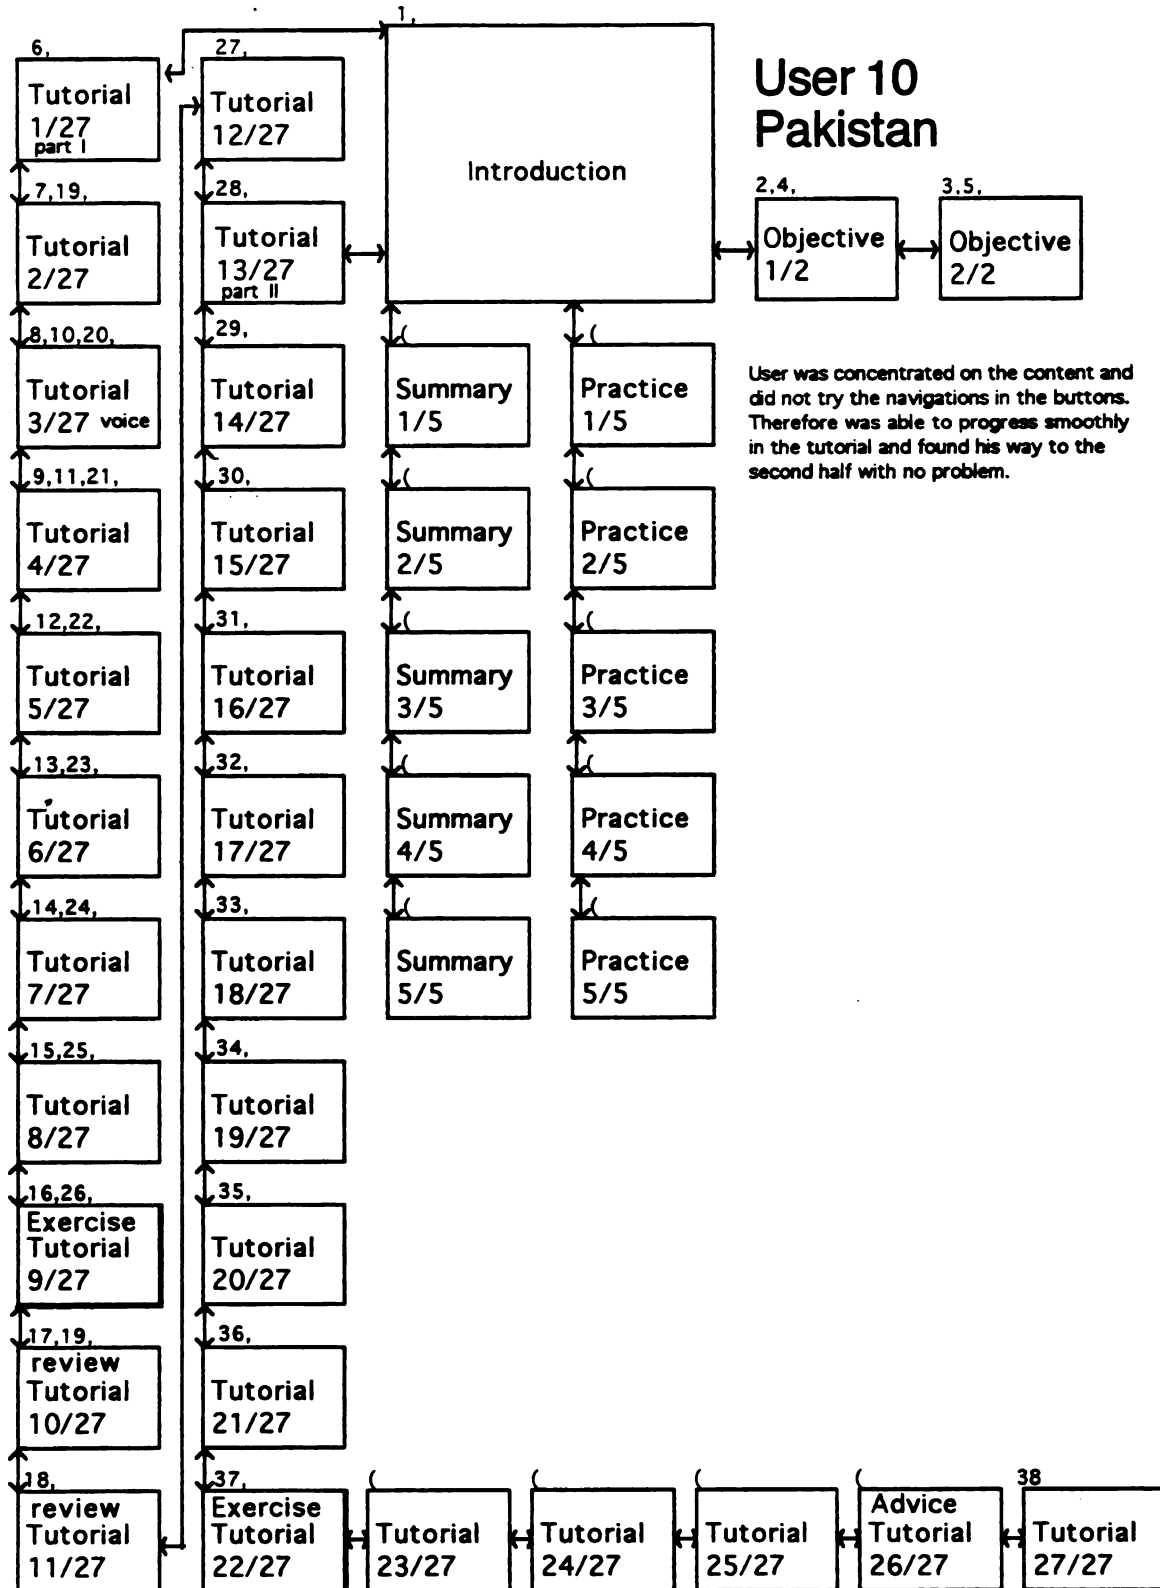 1,
Introduction
User 10
Pakistan
2,4,
Objective
1/2
3,5,
Objective
2/2
User was concentrated on the content and
did not try the navigations in the buttons.
Therefore was able to progress smoothly
in the tutorial and found his way to the
second half with no problem.
6,
Tutorial
1/27
part I
7,19,
Tutorial
2/27
8,10,20,
Tutorial
3/27 voice
9,11,21,
Tutorial
4/27
12,22,
Tutorial
5/27
13,23,
Tutorial
6/27
14,24,
Tutorial
7/27
15,25,
Tutorial
8/27
16,26,
Exercise
Tutorial
9/27
17,19,
review
Tutorial
10/27
18,
review
Tutorial
11/27
27,
Tutorial
12/27
28,
Tutorial
13/27
part II
29,
Tutorial
14/27
30,
Tutorial
15/27
31,
Tutorial
16/27
32,
Tutorial
17/27
33,
Tutorial
18/27
34,
Tutorial
19/27
35,
Tutorial
20/27
36,
Tutorial
21/27
37,
Exercise
Tutorial
22/27
(
Tutorial
23/27
(
Tutorial
24/27
(
Tutorial
25/27
(
Advice
Tutorial
26/27
38
Tutorial
27/27
(
Summary
1/5
(
Summary
2/5
(
Summary
3/5
(
Summary
4/5
(
Summary
5/5
(
Practice
1/5
(
Practice
2/5
(
Practice
3/5
(
Practice
4/5
(
Practice
5/5